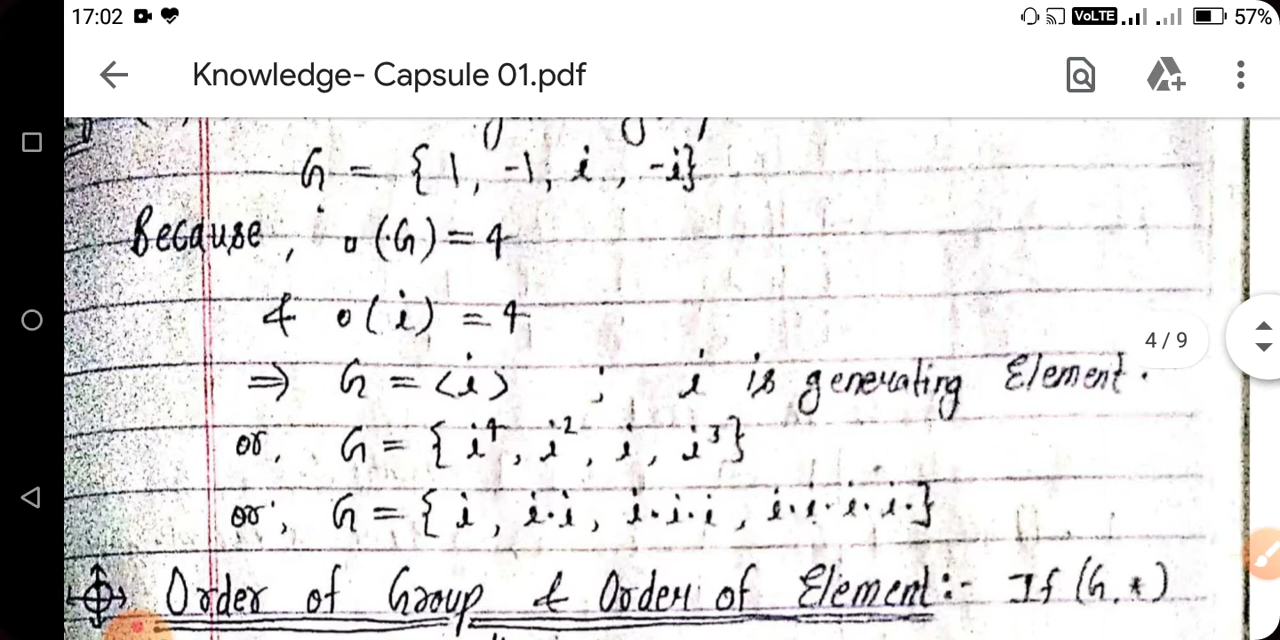 17:02 VoLTE 57%
Knowledge- Capsule 01.pdf
G = {1, -1, i, -i}
Because, o(G) = 4
& o(i) = 4
4 / 9
⇒ G = <i> ; i is generating Element.
or, G = {i⁴, i², i, i³}
or, G = {i, i·i, i·i·i, i·i·i·i·}
Order of Group & Order of Element:- If (G, *)